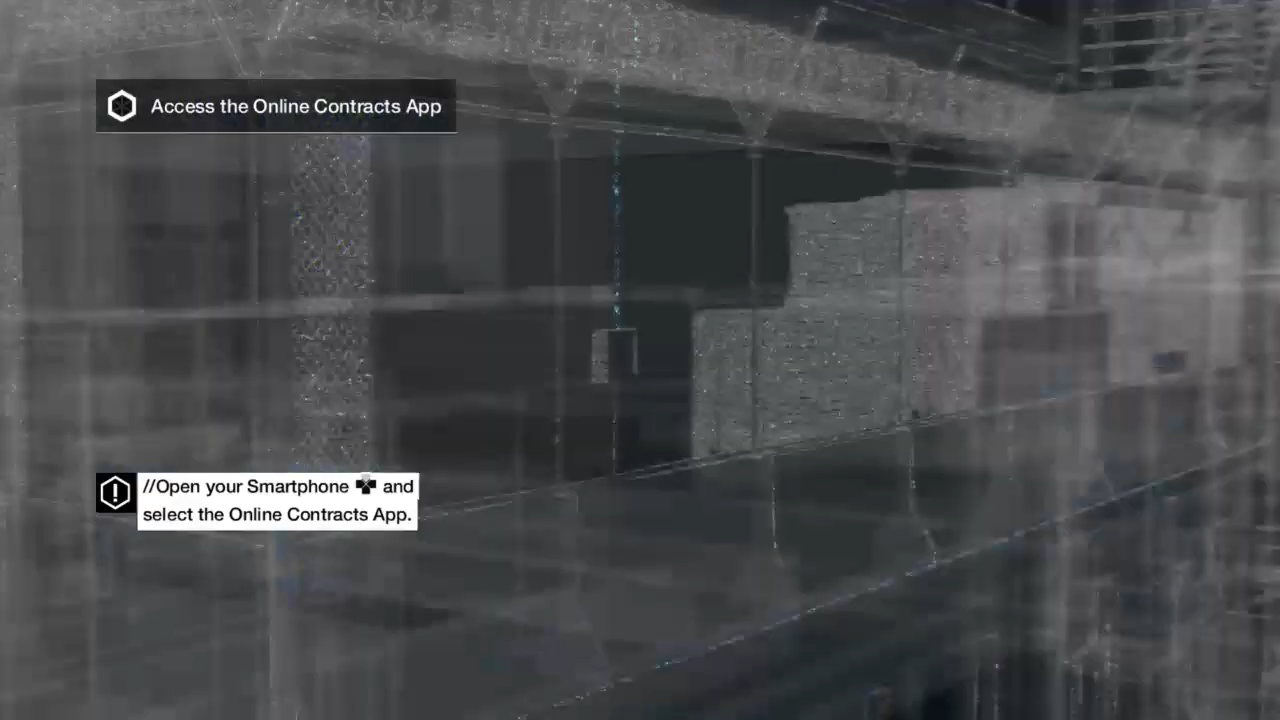 Access the Online Contracts App
//Open your Smartphone and
select the Online Contracts App.